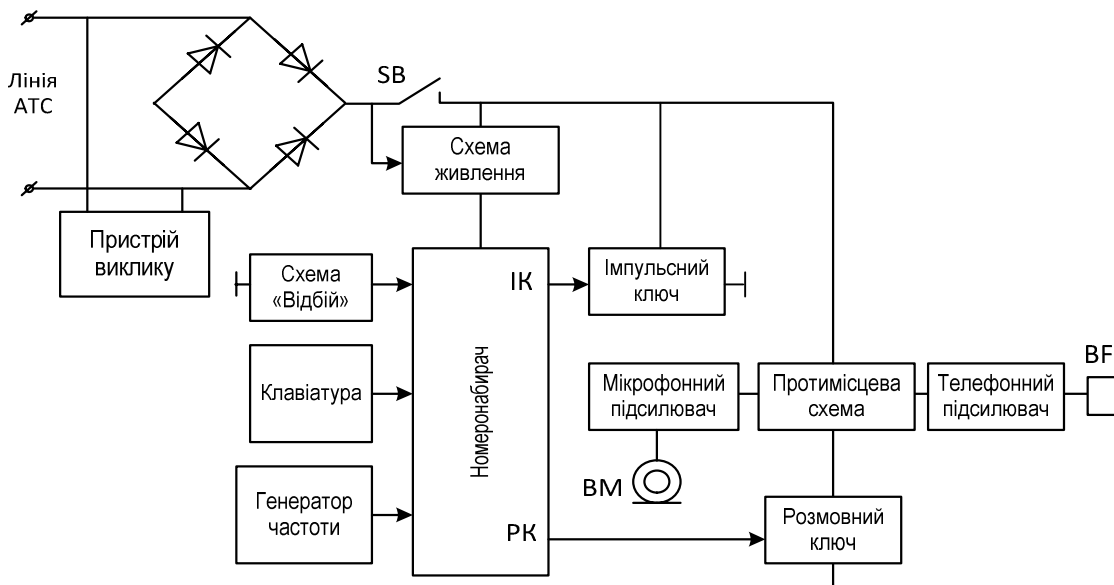 Лінія
АТС
SB
Схема
живлення
Пристрій
виклику
Схема
«Відбій»
ІК
Імпульсний
ключ
Клавіатура
Номеронабирач
Мікрофонний
підсилювач
Протимісцева
схема
Телефонний
підсилювач
BF
ВМ
Генератор
частоти
РК
Розмовний
ключ